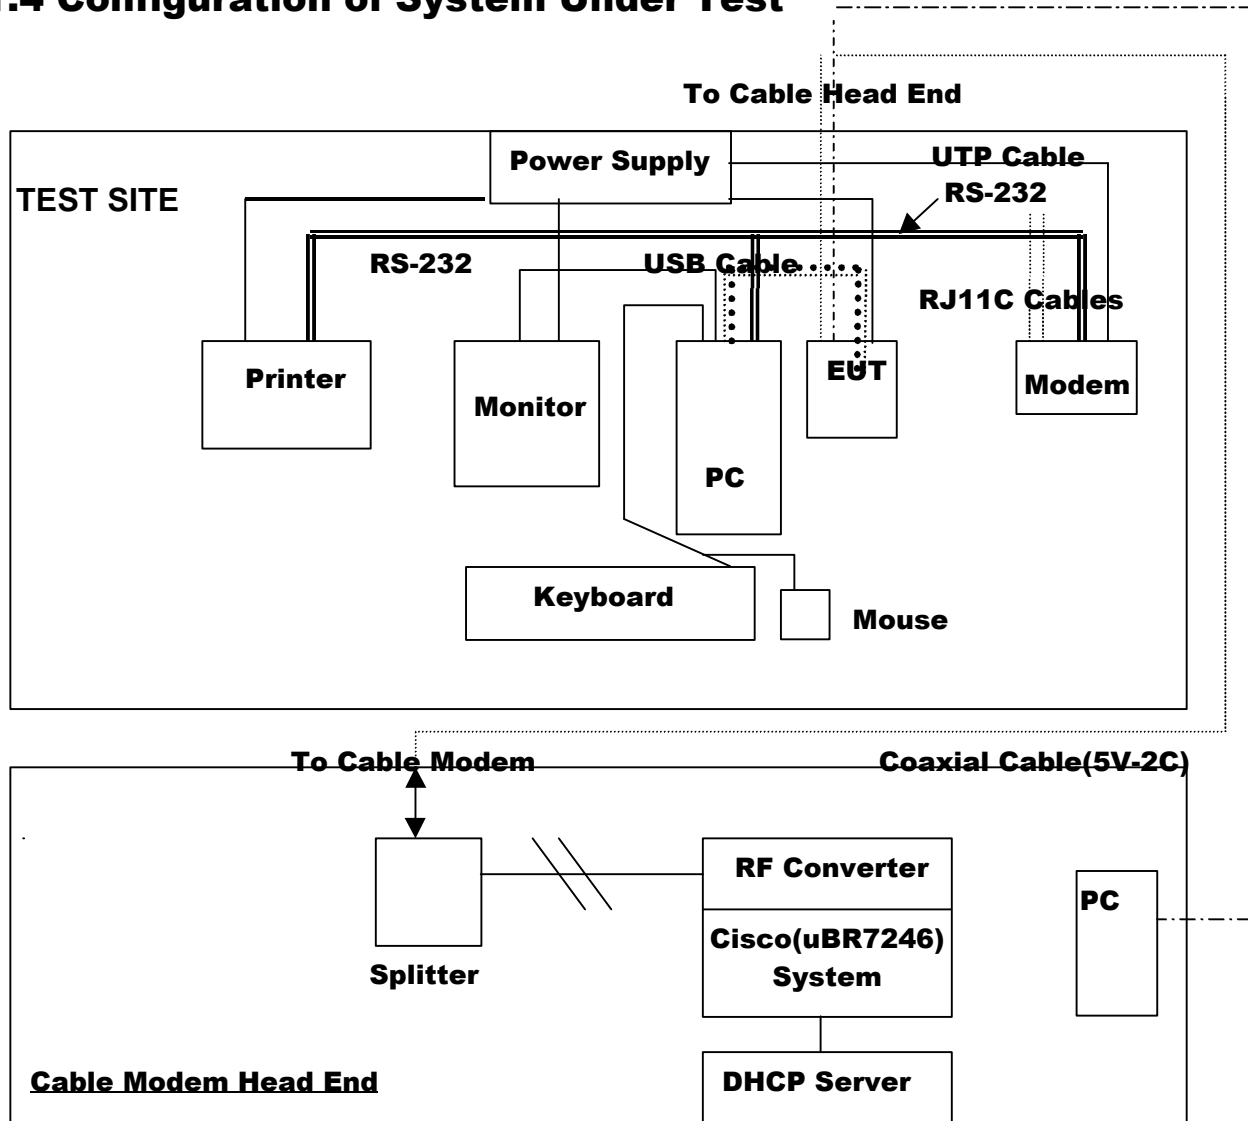 1.4 Configuration of System Under Test
To Cable Head End
Power Supply
UTP Cable
TEST SITE
RS-232
RS-232
USB Cable
RJ11C Cables
Printer
Monitor
PC
EUT
Modem
Keyboard
Mouse
To Cable Modem
Coaxial Cable(5V-2C)
RF Converter
PC
Cisco(uBR7246)
System
Splitter
Cable Modem Head End
DHCP Server